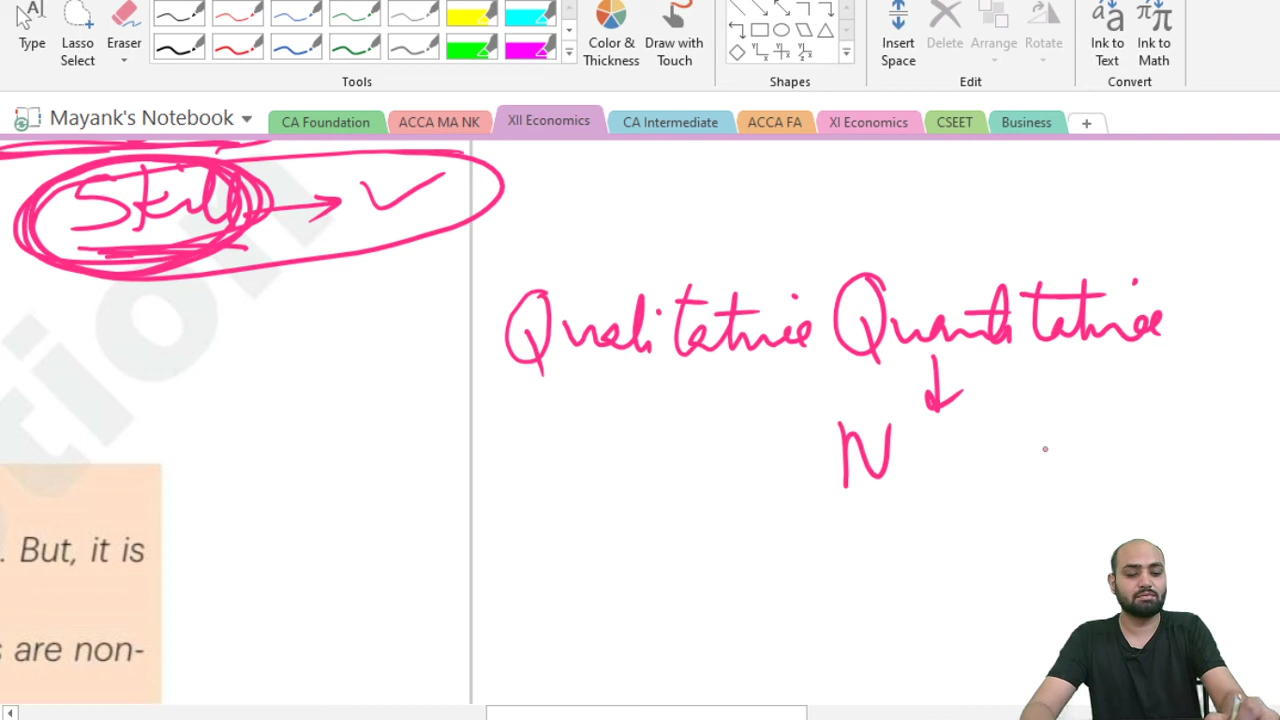 Type
Lasso Select
Eraser
Color & Thickness
Draw with Touch
Insert Space
Delete
Arrange
Rotate
Ink to Text
Ink to Math
Tools
Shapes
Edit
Convert
Mayank's Notebook
CA Foundation
ACCA MA NK
XII Economics
CA Intermediate
ACCA FA
XI Economics
CSEET
Business
Skill
Qualitative Quantitative
N
tion
. But, it is
s are non-